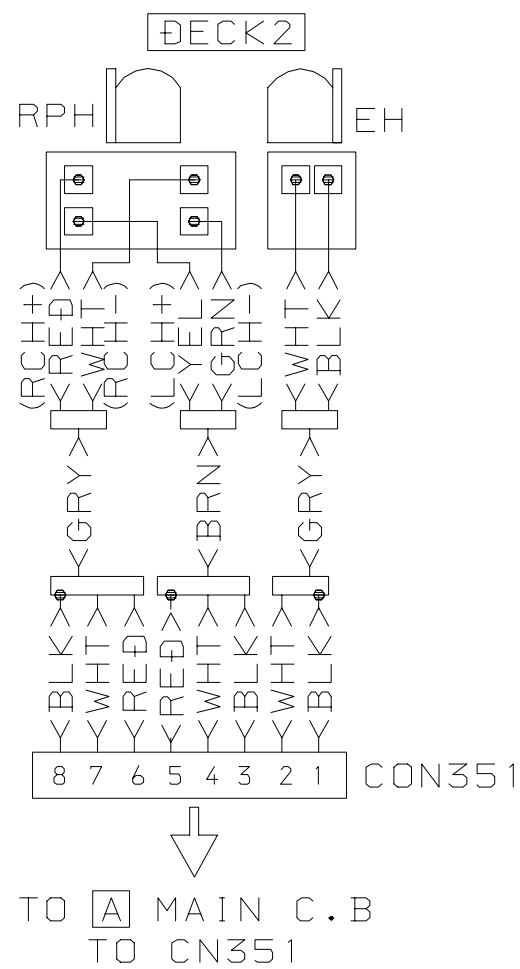 DECK2
RPH EH
(RCH+) RED WHT (RCH-) (LCH+) YEL GRN (LCH-) WHT BLK
GRY BRN GRY
BLK WHT RED RED WHT BLK WHT BLK
8 7 6 5 4 3 2 1 CON351
TO A MAIN C.B
TO CN351